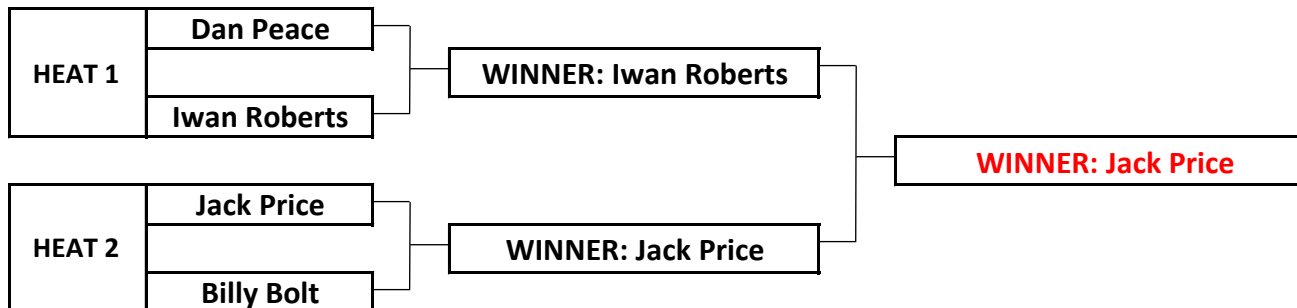 HEAT 1
Dan Peace
Iwan Roberts
WINNER: Iwan Roberts
HEAT 2
Jack Price
Billy Bolt
WINNER: Jack Price
WINNER: Jack Price